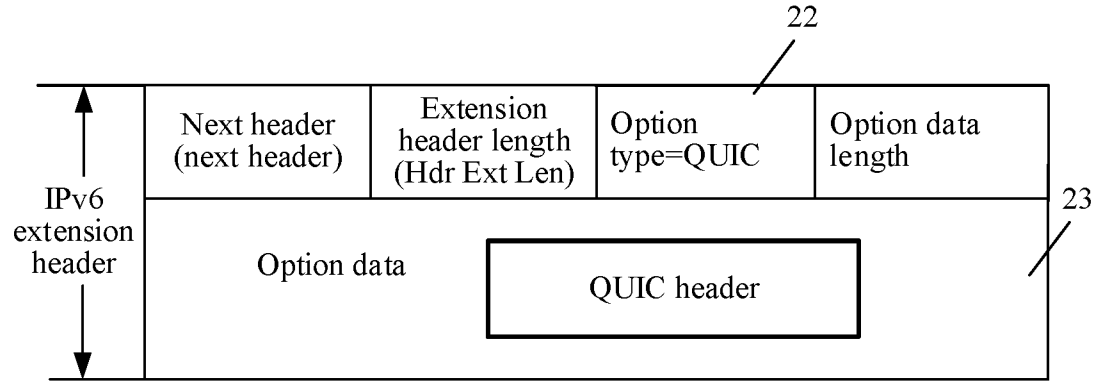 22
Next header
(next header)
Extension
header length
(Hdr Ext Len)
Option
type=QUIC
Option data
length
IPv6
extension
header
23
Option data
QUIC header